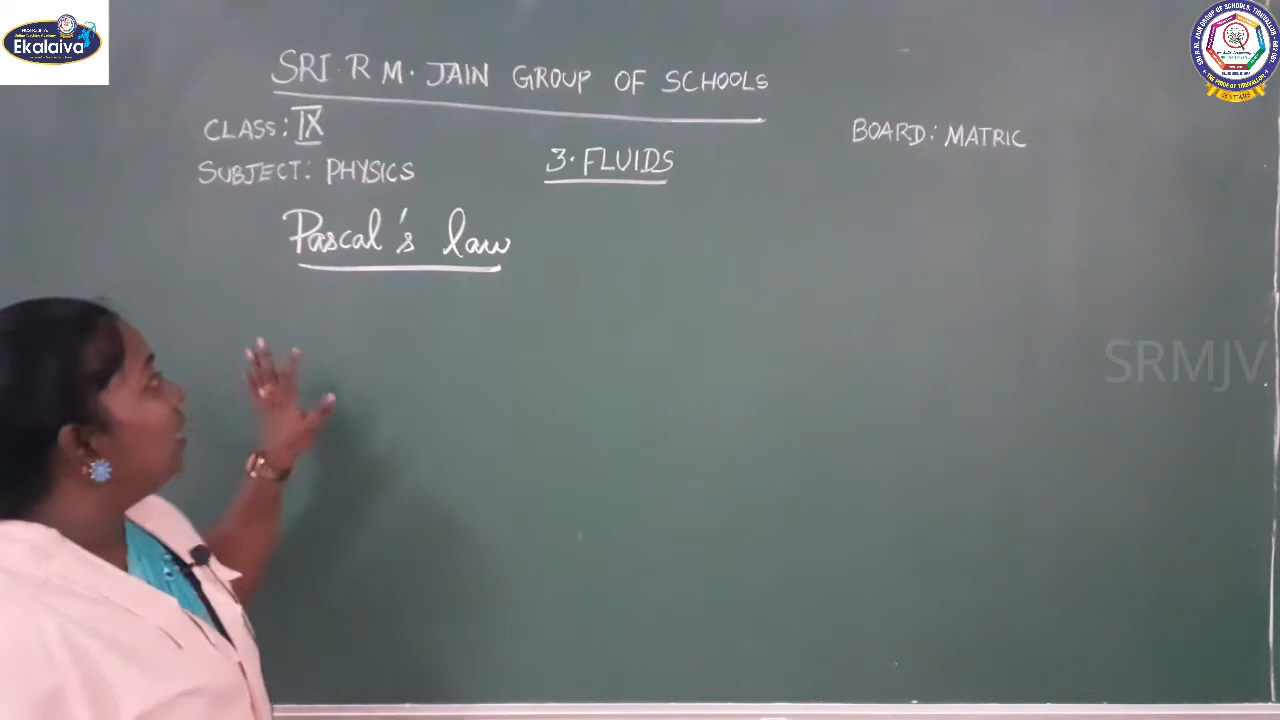 Ekalaiva
SRI. R M. JAIN GROUP OF SCHOOLS
CLASS: IX
BOARD: MATRIC
SUBJECT: PHYSICS
3. FLUIDS
Pascal's law
SRMJV